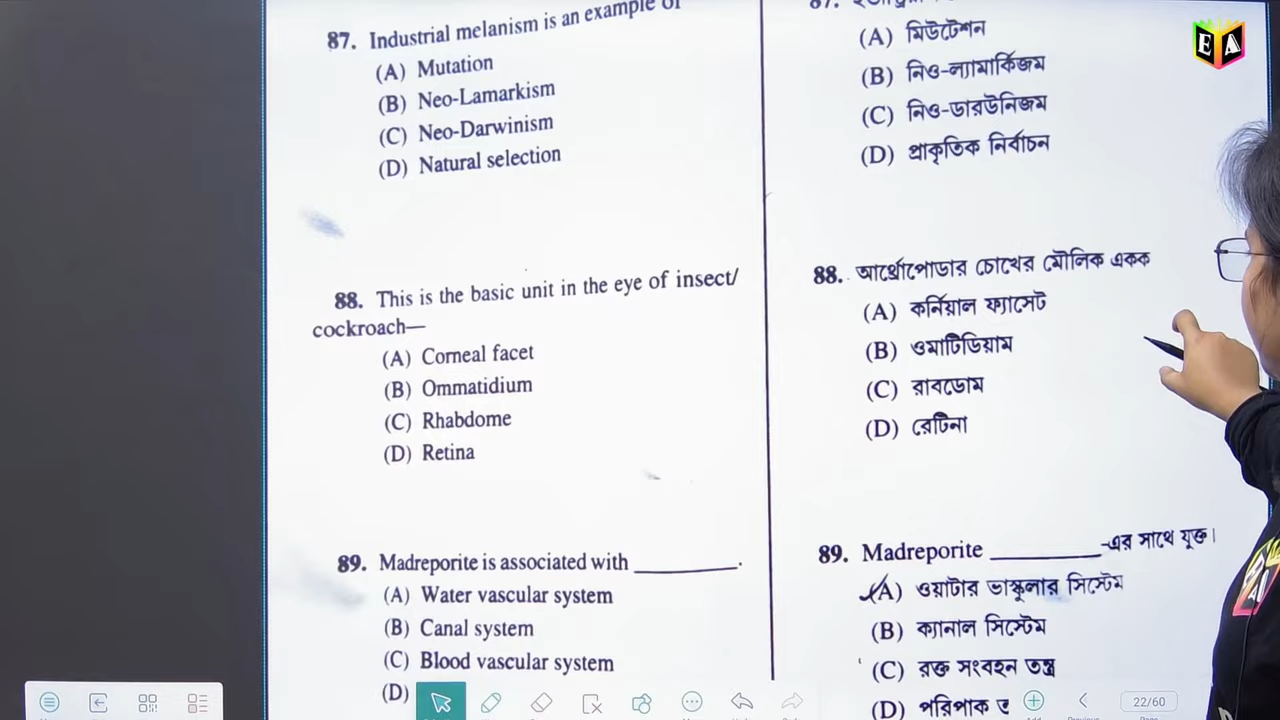 87. Industrial melanism is an example of
(A) Mutation
(B) Neo-Lamarkism
(C) Neo-Darwinism
(D) Natural selection
88. This is the basic unit in the eye of insect/
cockroach—
(A) Corneal facet
(B) Ommatidium
(C) Rhabdome
(D) Retina
89. Madreporite is associated with __________.
(A) Water vascular system
(B) Canal system
(C) Blood vascular system
(D)
87.
(A) মিউটেশন
(B) নিও-ল্যামার্কিজম
(C) নিও-ডারউনিজম
(D) প্রাকৃতিক নির্বাচন
88. আর্থ্রোপোডার চোখের মৌলিক একক
(A) কর্নিয়াল ফ্যাসেট
(B) ওমাটিডিয়াম
(C) রাবডোম
(D) রেটিনা
89. Madreporite __________-এর সাথে যুক্ত।
(A) ওয়াটার ভাস্কুলার সিস্টেম
(B) ক্যানাল সিস্টেম
(C) রক্ত সংবহন তন্ত্র
(D) পরিপাক ত
EA
22/60